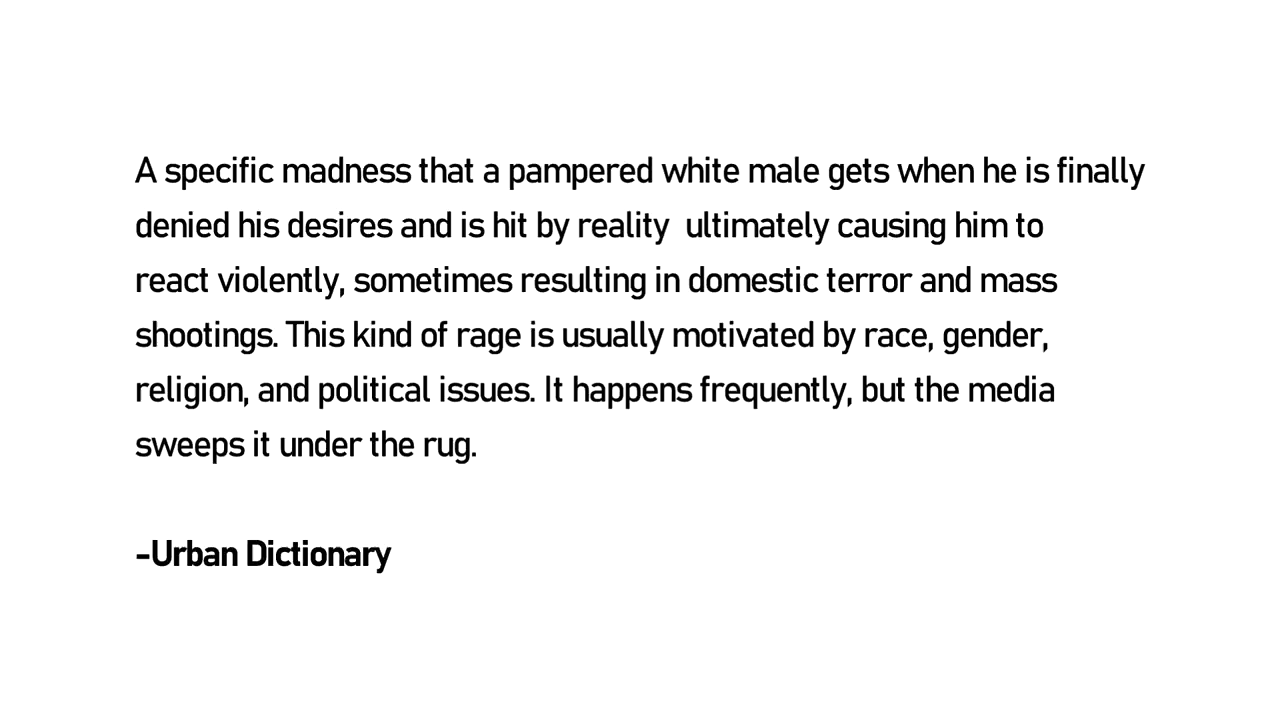 A specific madness that a pampered white male gets when he is finally
denied his desires and is hit by reality  ultimately causing him to
react violently, sometimes resulting in domestic terror and mass
shootings. This kind of rage is usually motivated by race, gender,
religion, and political issues. It happens frequently, but the media
sweeps it under the rug.
-Urban Dictionary